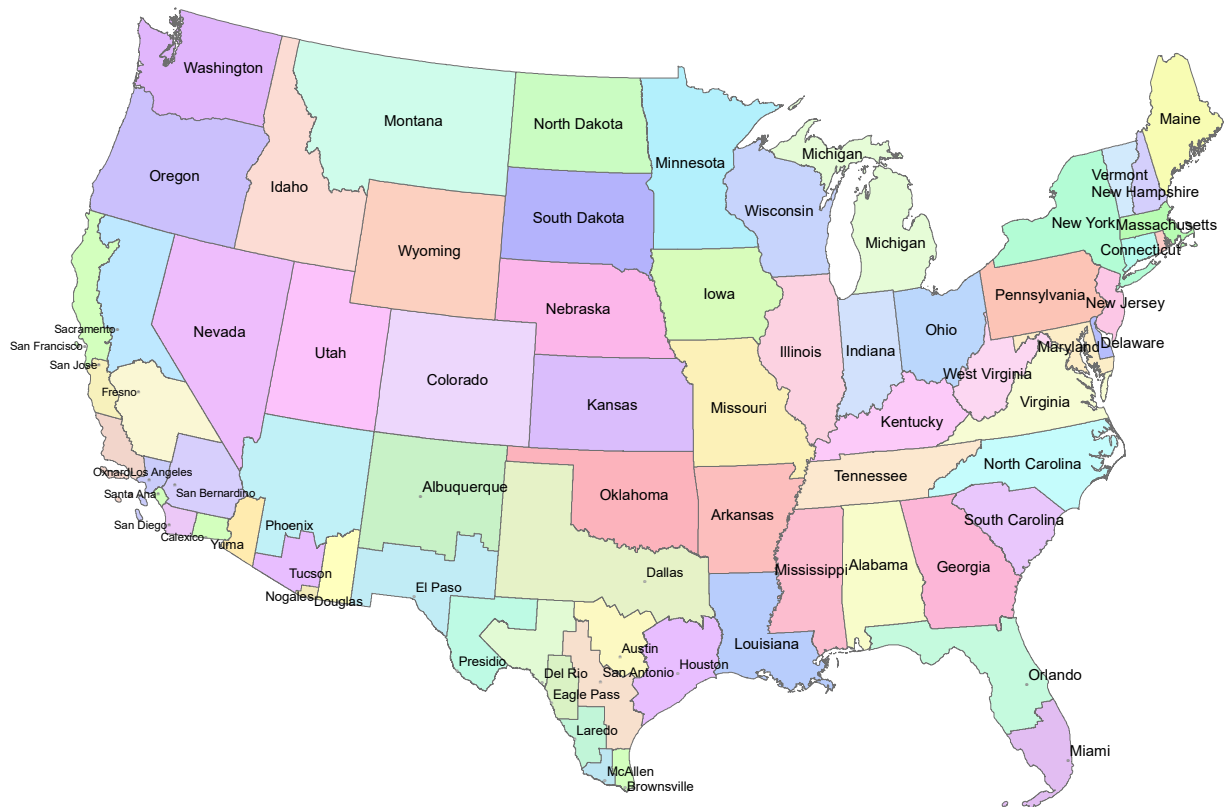 Washington
Montana
North Dakota
Minnesota
Michigan
Maine
Oregon
Idaho
Vermont
New Hampshire
South Dakota
Wisconsin
Michigan
New York
Massachusetts
Connecticut
Wyoming
Nebraska
Iowa
Pennsylvania
New Jersey
Nevada
Utah
Colorado
Illinois
Indiana
Ohio
Maryland
Delaware
West Virginia
Sacramento
San Francisco
San Jose
Fresno
Kansas
Missouri
Kentucky
Virginia
Oxnard
Los Angeles
Santa Ana
San Bernardino
San Diego
Calexico
Yuma
Phoenix
Albuquerque
Oklahoma
Arkansas
Tennessee
North Carolina
South Carolina
Tucson
Nogales
Douglas
El Paso
Dallas
Mississippi
Alabama
Georgia
Presidio
Austin
Del Rio
San Antonio
Houston
Eagle Pass
Louisiana
Orlando
Laredo
McAllen
Brownsville
Miami